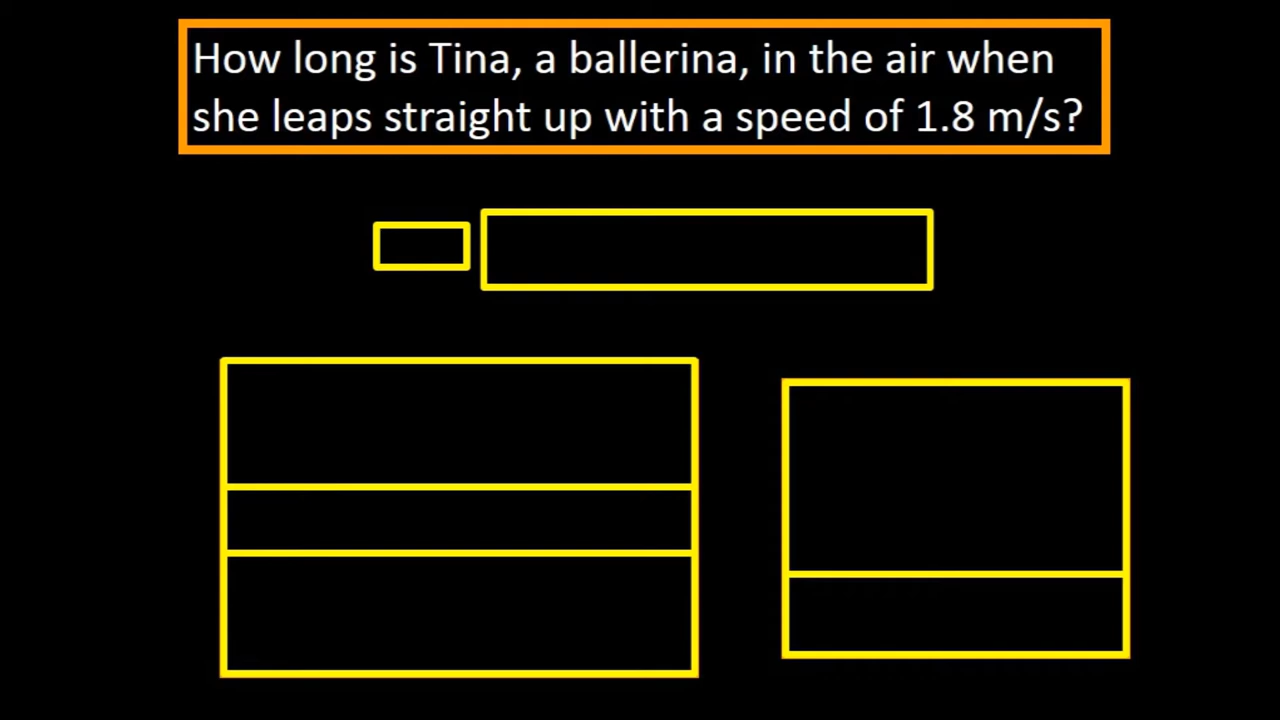 How long is Tina, a ballerina, in the air when
she leaps straight up with a speed of 1.8 m/s?